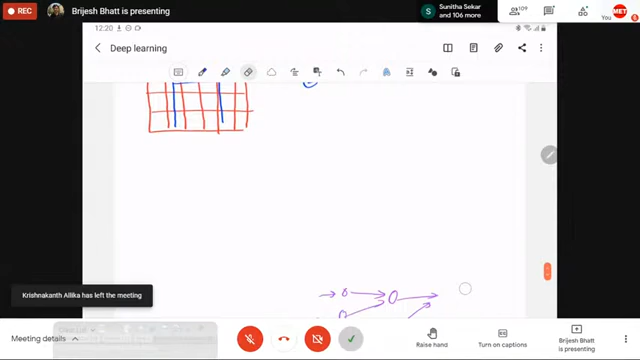 REC
Brijesh Bhatt is presenting
Sunitha Sekar
and 106 more
109
You
MET
12:20
Deep learning
Krishnakanth Allika has left the meeting
Meeting details
Raise hand
Turn on captions
Brijesh Bhatt
is presenting